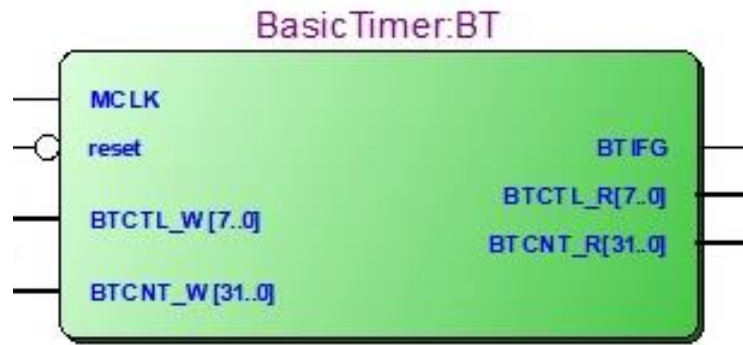 BasicTimer:BT
MCLK
reset
BTIFG
BTCTL_R[7..0]
BTCTL_W[7..0]
BTCNT_R[31..0]
BTCNT_W[31..0]